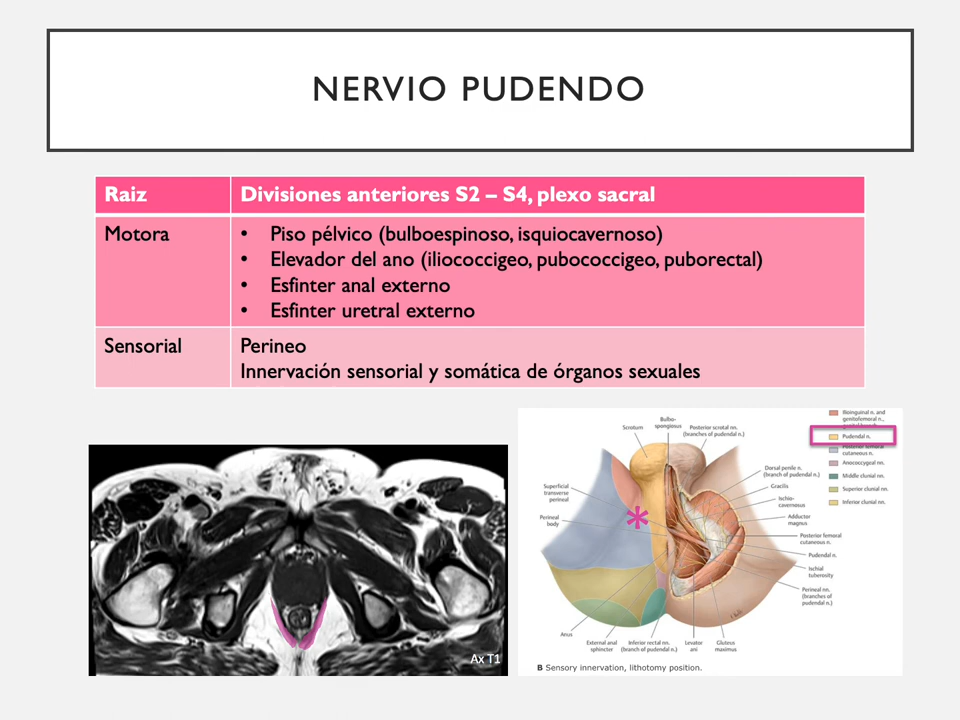 NERVIO PUDENDO
Raiz
Divisiones anteriores S2 – S4, plexo sacral
Motora
• Piso pélvico (bulboespinoso, isquiocavernoso)
• Elevador del ano (iliococcigeo, pubococcigeo, puborectal)
• Esfinter anal externo
• Esfinter uretral externo
Sensorial
Perineo
Innervación sensorial y somática de órganos sexuales
Ax T1
Scrotum
Bulbo-
spongiosus
Posterior scrotal nn.
(branches of pudendal n.)
Superficial
transverse
perineal
Perineal
body
Anus
External anal
sphincter
Inferior rectal nn.
(branch of pudendal n.)
Levator
ani
Gluteus
maximus
Dorsal penile n.
(branch of pudendal n.)
Gracilis
Ischio-
cavernosus
Adductor
magnus
Posterior femoral
cutaneous n.
Pudendal n.
Ischial
tuberosity
Perineal nn.
(branches of
pudendal n.)
Ilioinguinal n. and
genitofemoral n.,
Pudendal n.
Posterior femoral
cutaneous n.
Anococcygeal nn.
Middle clunial nn.
Superior clunial nn.
Inferior clunial nn.
B Sensory innervation, lithotomy position.